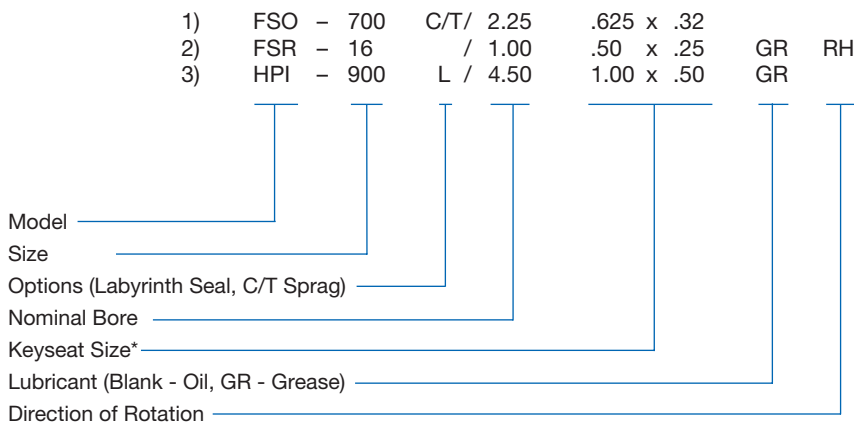 1) FSO – 700 C/T/ 2.25 .625 x .32
2) FSR – 16 / 1.00 .50 x .25 GR RH
3) HPI – 900 L / 4.50 1.00 x .50 GR
Model
Size
Options (Labyrinth Seal, C/T Sprag)
Nominal Bore
Keyseat Size*
Lubricant (Blank - Oil, GR - Grease)
Direction of Rotation